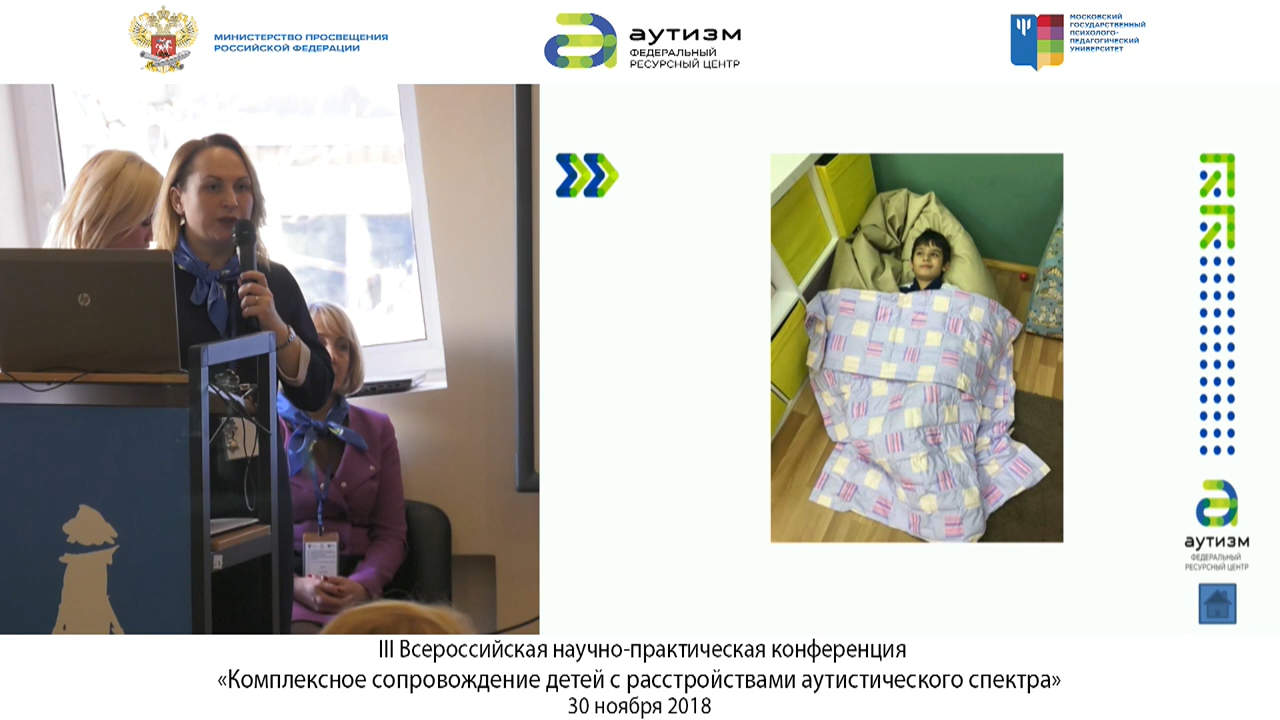 МИНИСТЕРСТВО ПРОСВЕЩЕНИЯ
РОССИЙСКОЙ ФЕДЕРАЦИИ
аутизм
ФЕДЕРАЛЬНЫЙ
РЕСУРСНЫЙ ЦЕНТР
МОСКОВСКИЙ
ГОСУДАРСТВЕННЫЙ
ПСИХОЛОГО-
ПЕДАГОГИЧЕСКИЙ
УНИВЕРСИТЕТ
hp
аутизм
ФЕДЕРАЛЬНЫЙ
РЕСУРСНЫЙ ЦЕНТР
III Всероссийская научно-практическая конференция
«Комплексное сопровождение детей с расстройствами аутистического спектра»
30 ноября 2018